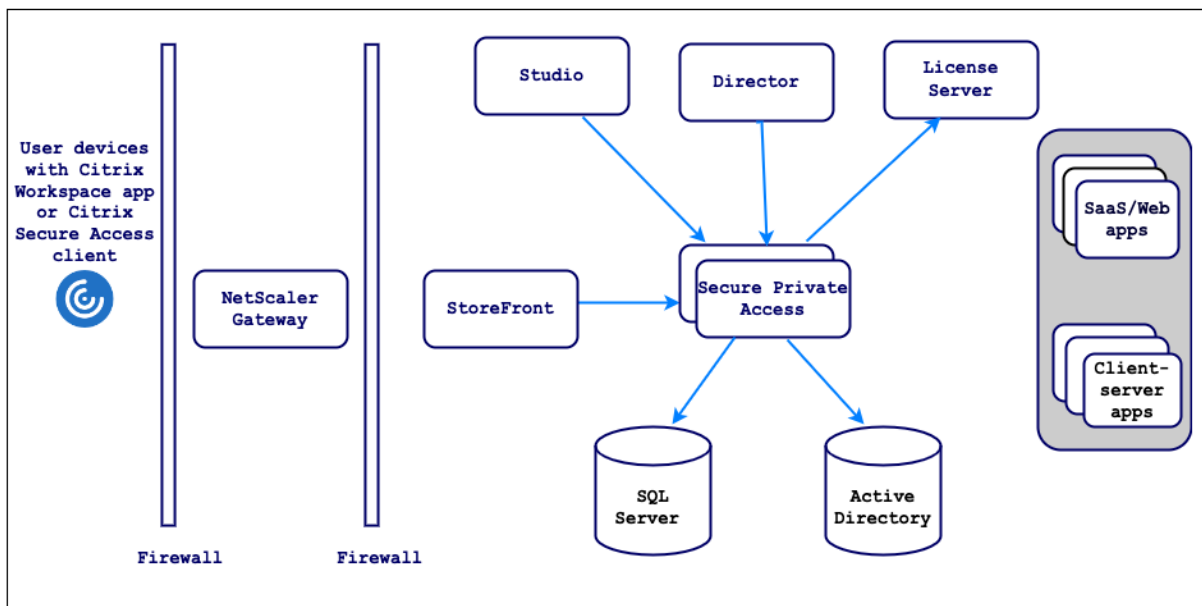 Studio
Director
License
Server
User devices
with Citrix
Workspace app
or Citrix
Secure Access
client
SaaS/Web
apps
NetScaler
Gateway
StoreFront
Secure Private
Access
Client-
server
apps
SQL
Server
Active
Directory
Firewall
Firewall